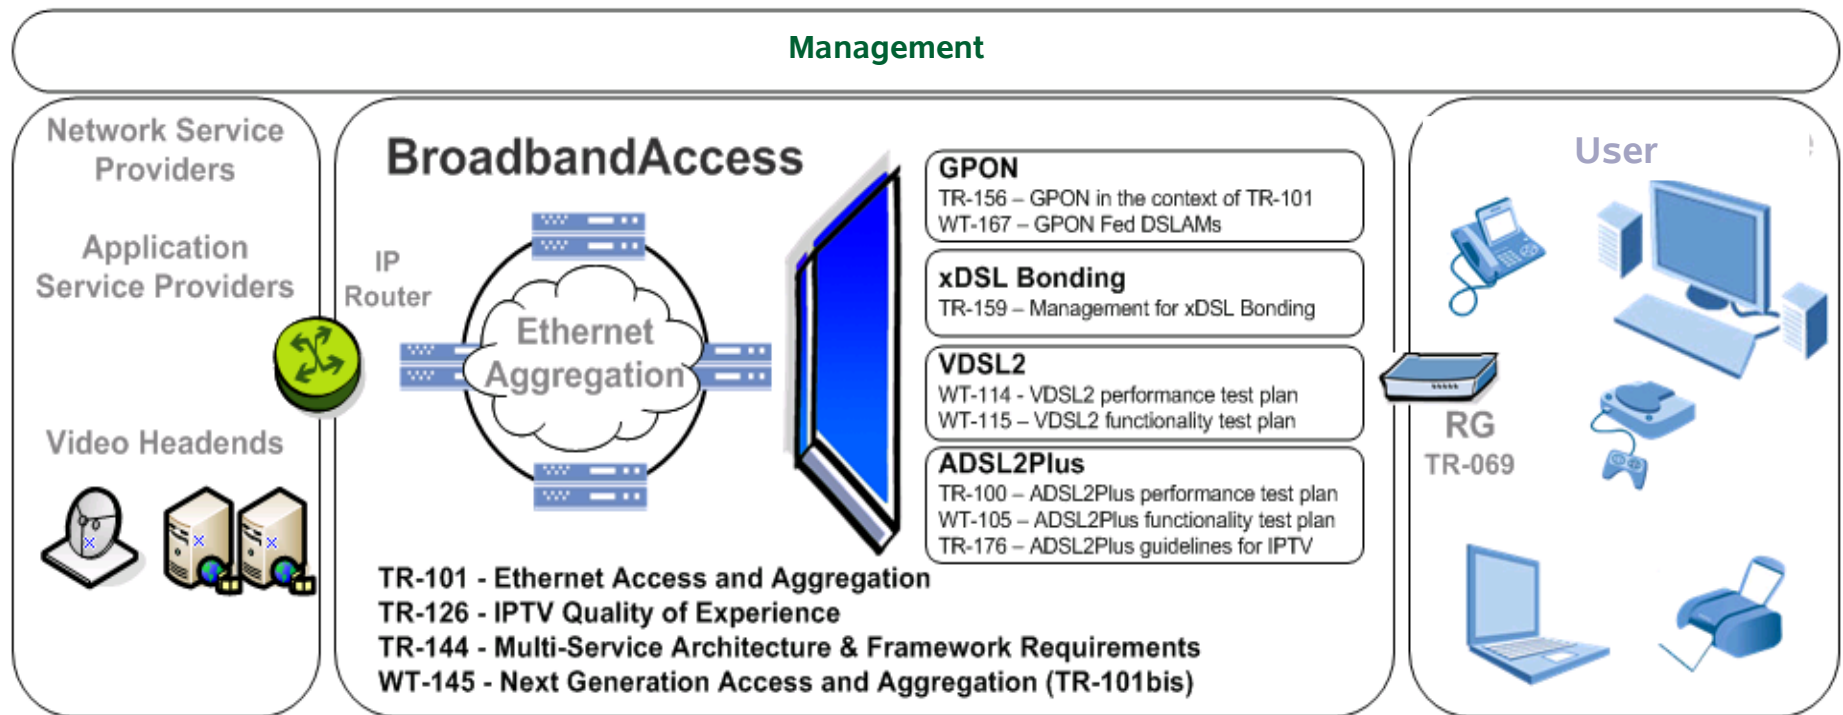 Management
Network Service
Providers
Application
Service Providers
Video Headends
BroadbandAccess
IP
Router
Ethernet
Aggregation
GPON
TR-156 – GPON in the context of TR-101
WT-167 – GPON Fed DSLAMs
xDSL Bonding
TR-159 – Management for xDSL Bonding
VDSL2
WT-114 - VDSL2 performance test plan
WT-115 – VDSL2 functionality test plan
ADSL2Plus
TR-100 – ADSL2Plus performance test plan
WT-105 – ADSL2Plus functionality test plan
TR-176 – ADSL2Plus guidelines for IPTV
TR-101 - Ethernet Access and Aggregation
TR-126 - IPTV Quality of Experience
TR-144 - Multi-Service Architecture & Framework Requirements
WT-145 - Next Generation Access and Aggregation (TR-101bis)
User
RG
TR-069